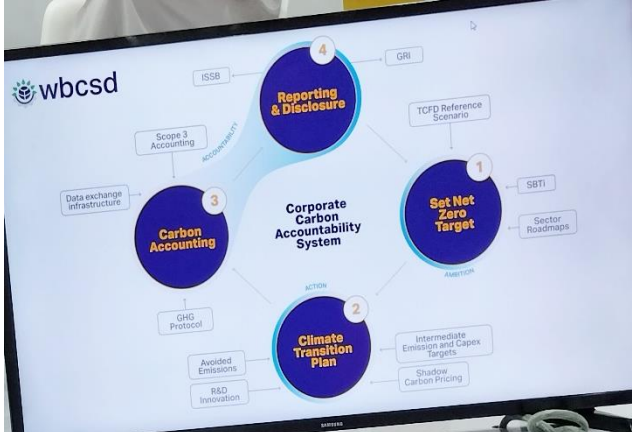 wbcsd
4
Reporting
& Disclosure
ISSB
GRI
ACCOUNTABILITY
TCFD Reference
Scenario
1
Set Net
Zero
Target
SBTi
Sector
Roadmaps
AMBITION
Scope 3
Accounting
Data exchange
infrastructure
3
Carbon
Accounting
GHG
Protocol
Corporate
Carbon
Accountability
System
ACTION
2
Climate
Transition
Plan
Avoided
Emissions
R&D
Innovation
Intermediate
Emission and Capex
Targets
Shadow
Carbon Pricing
SAMSUNG